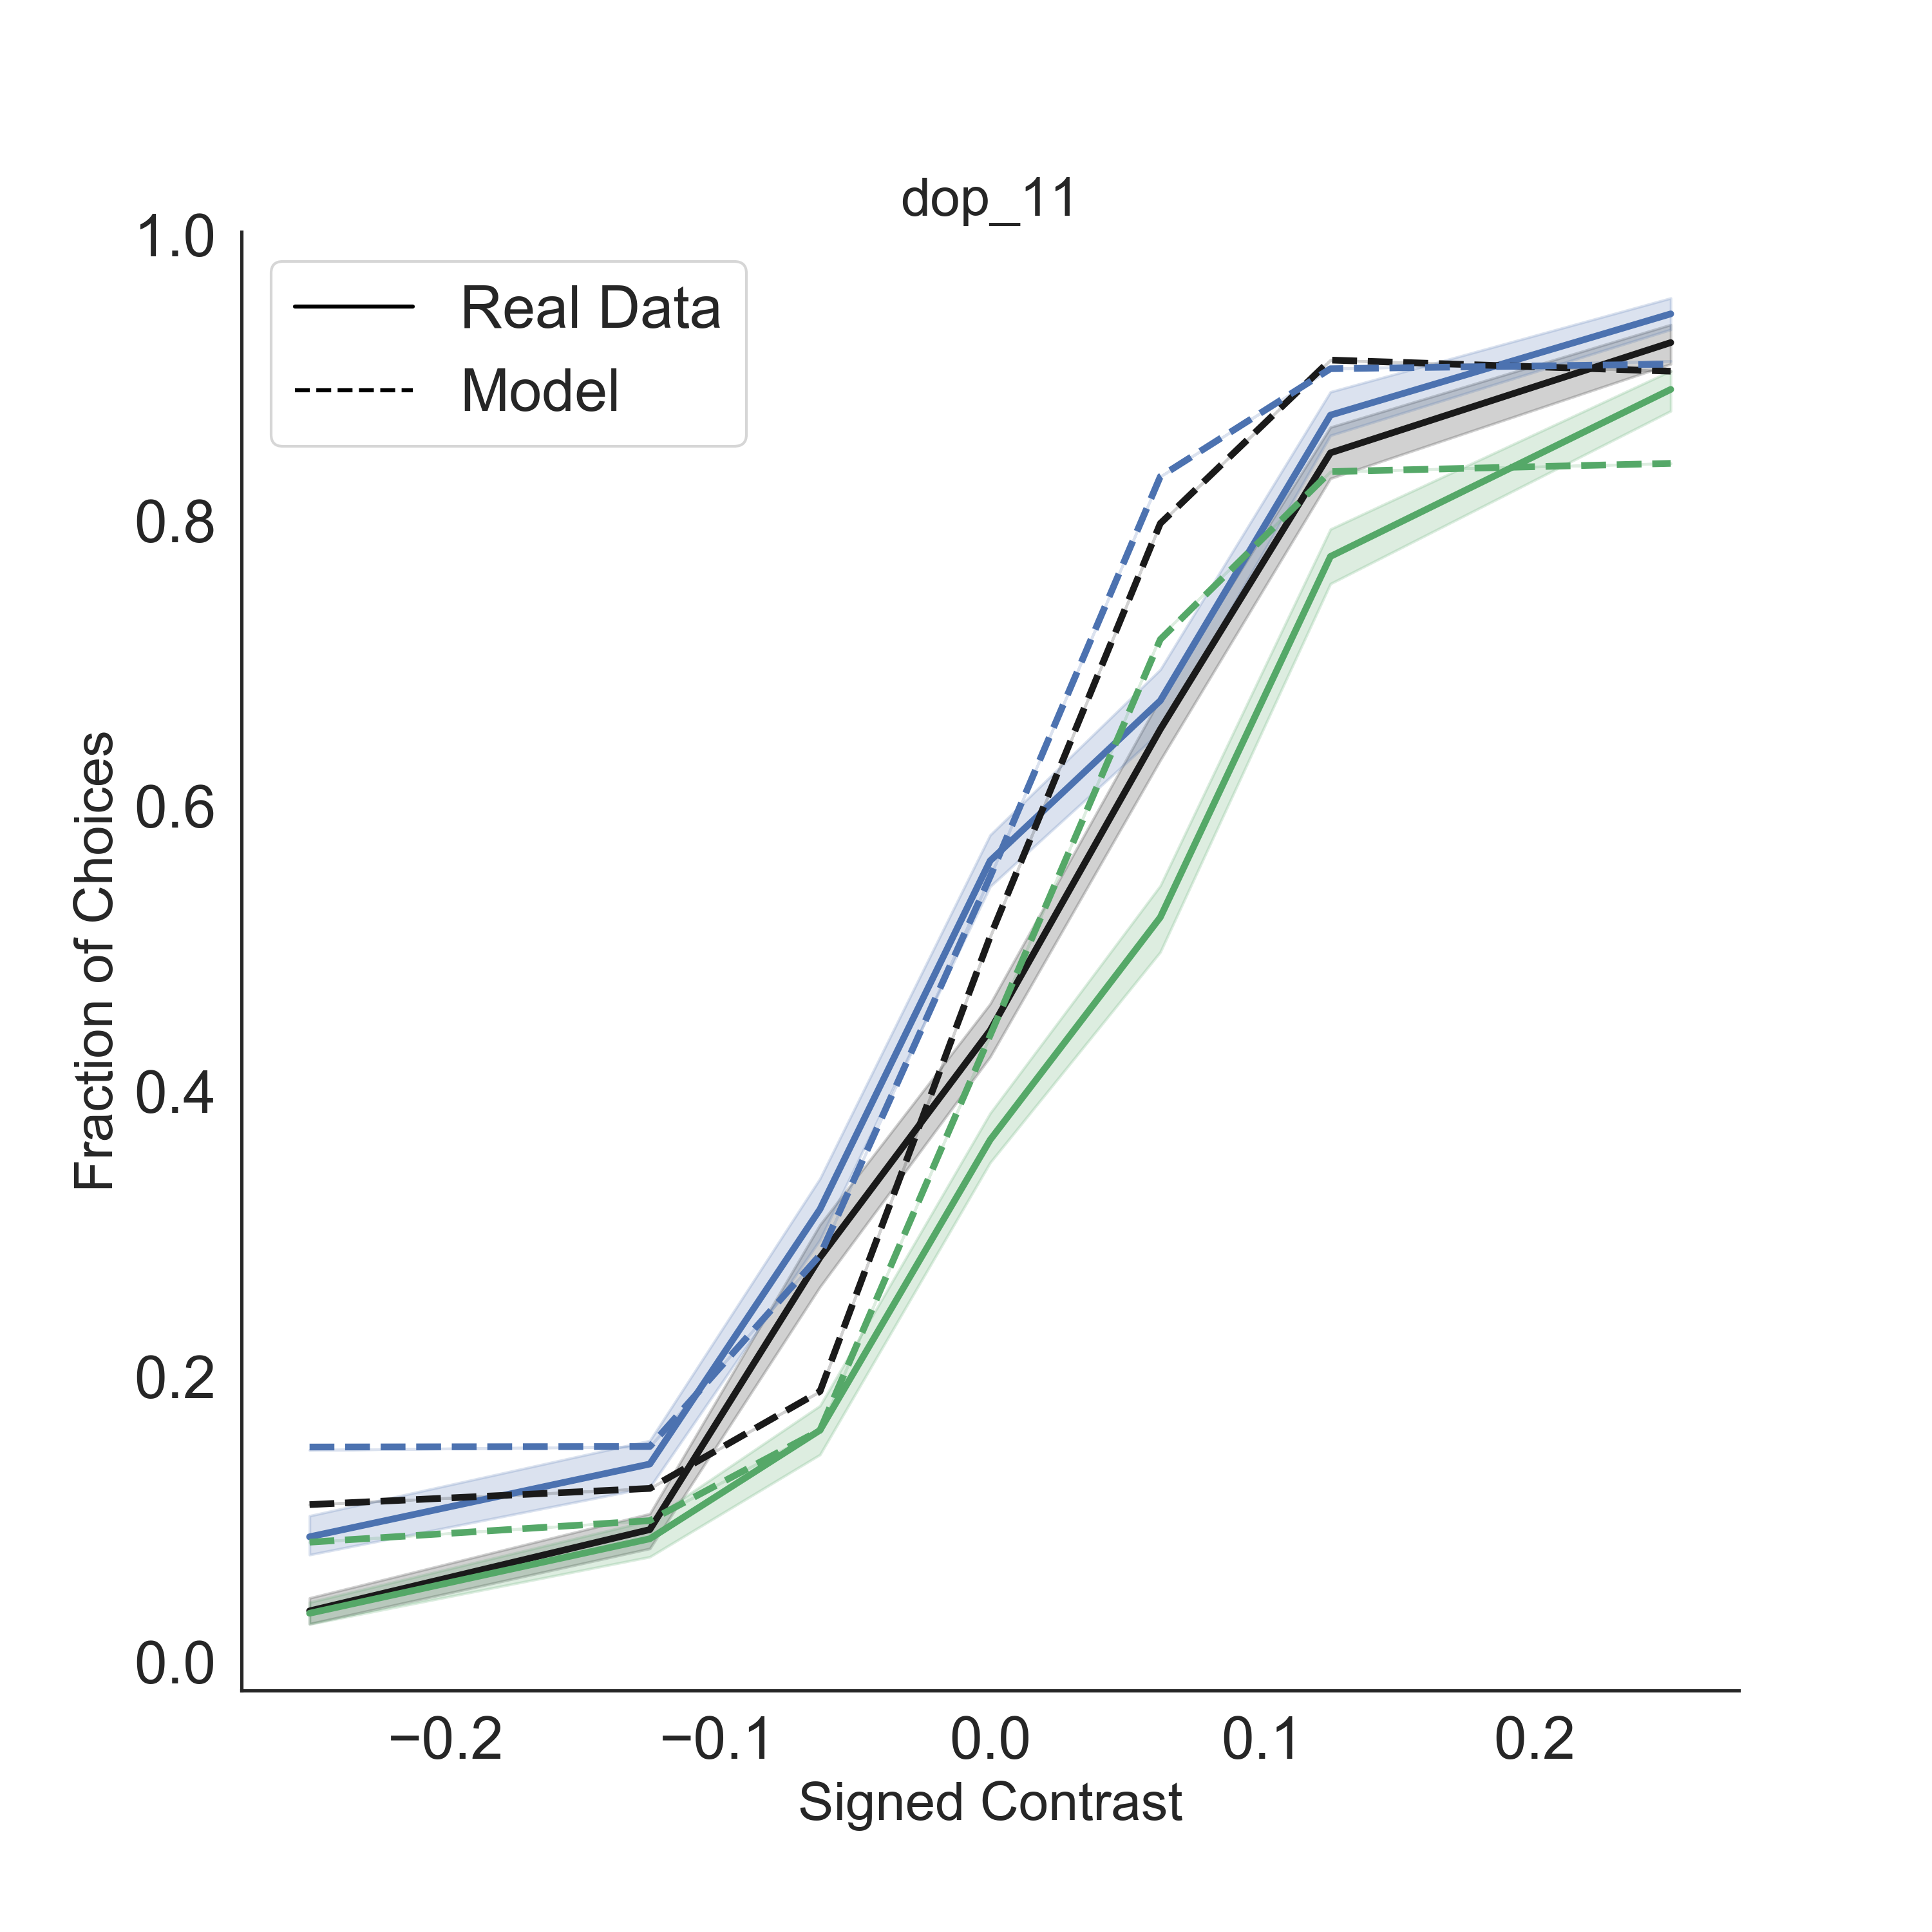 dop_11
1.0
Real Data
Model
0.8
0.6
0.4
0.2
0.0
Fraction of Choices
−0.2 −0.1 0.0 0.1 0.2
Signed Contrast